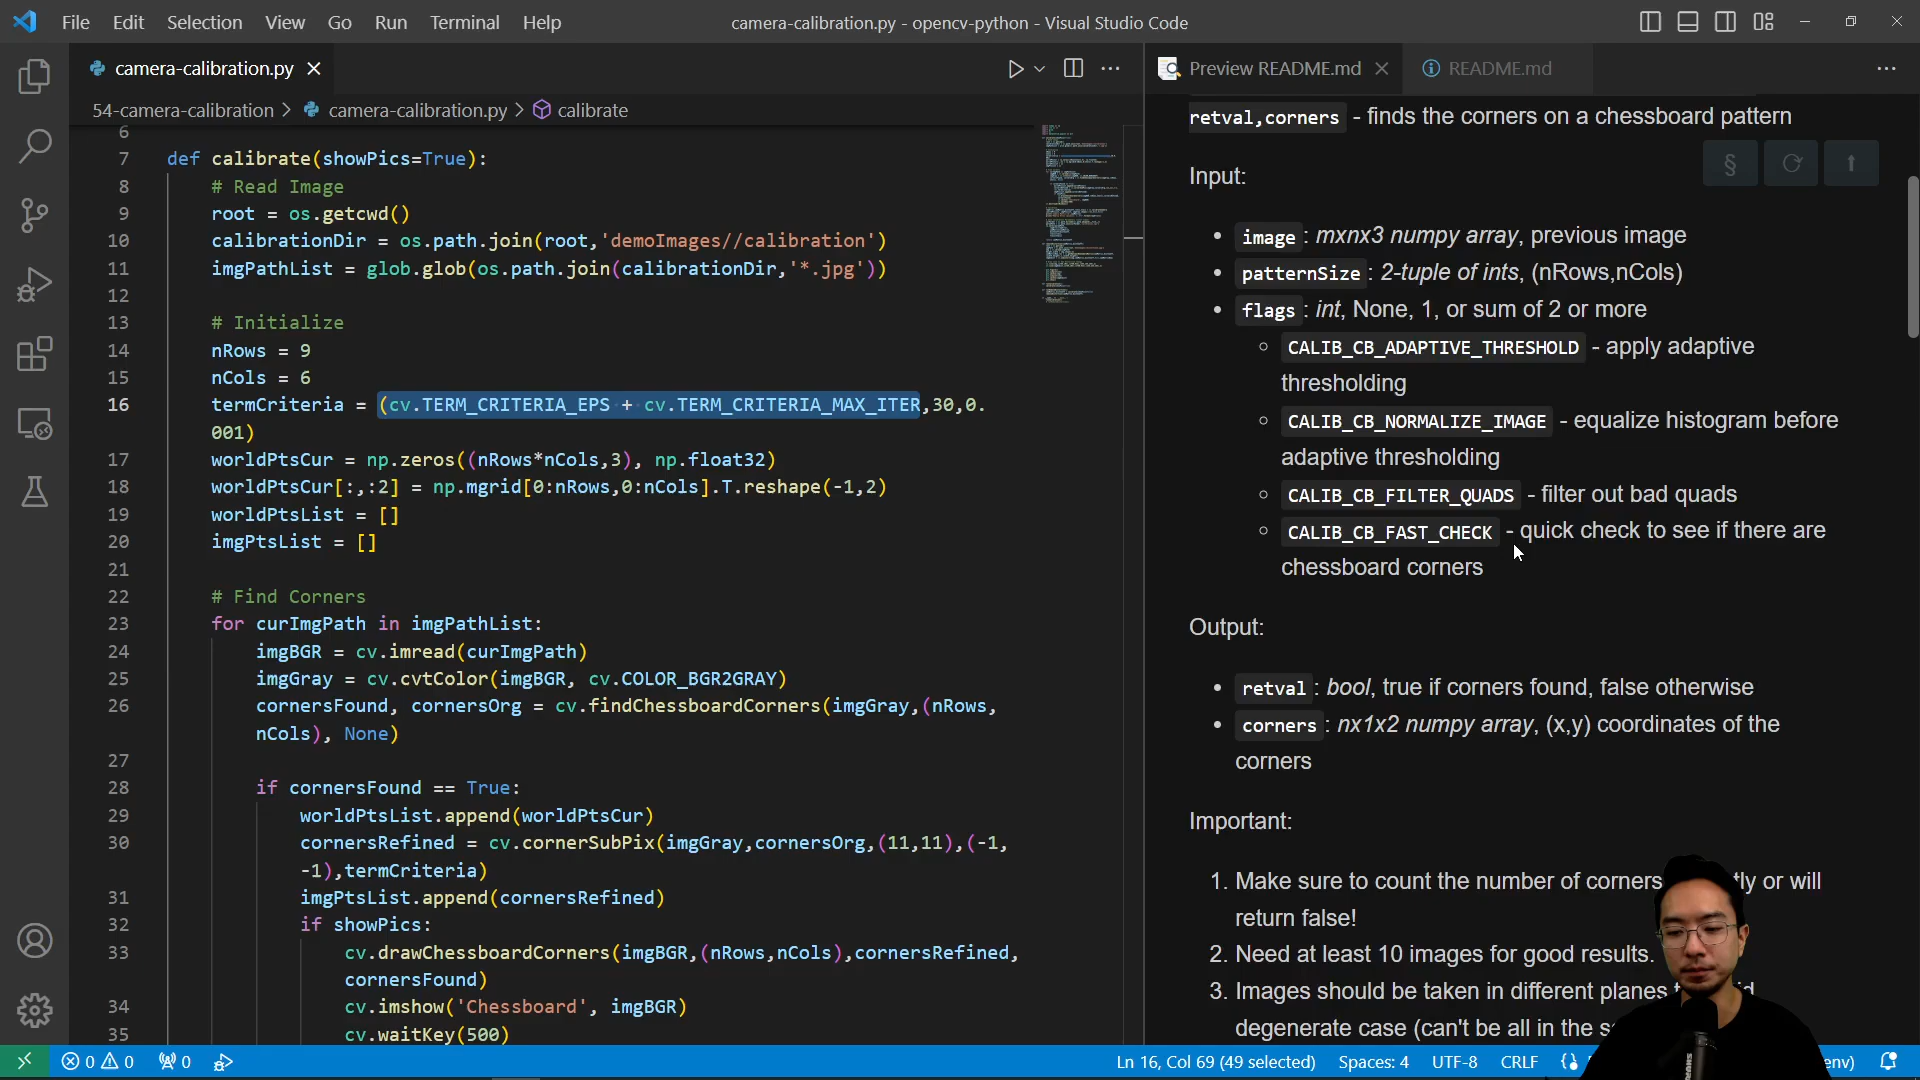 File Edit Selection View Go Run Terminal Help
camera-calibration.py - opencv-python - Visual Studio Code
camera-calibration.py
54-camera-calibration > camera-calibration.py > calibrate
6
7 def calibrate(showPics=True):
8 # Read Image
9 root = os.getcwd()
10 calibrationDir = os.path.join(root,'demoImages//calibration')
11 imgPathList = glob.glob(os.path.join(calibrationDir,'*.jpg'))
12
13 # Initialize
14 nRows = 9
15 nCols = 6
16 termCriteria = (cv.TERM_CRITERIA_EPS + cv.TERM_CRITERIA_MAX_ITER,30,0.
001)
17 worldPtsCur = np.zeros((nRows*nCols,3), np.float32)
18 worldPtsCur[:,:2] = np.mgrid[0:nRows,0:nCols].T.reshape(-1,2)
19 worldPtsList = []
20 imgPtsList = []
21
22 # Find Corners
23 for curImgPath in imgPathList:
24 imgBGR = cv.imread(curImgPath)
25 imgGray = cv.cvtColor(imgBGR, cv.COLOR_BGR2GRAY)
26 cornersFound, cornersOrg = cv.findChessboardCorners(imgGray,(nRows,
nCols), None)
27
28 if cornersFound == True:
29 worldPtsList.append(worldPtsCur)
30 cornersRefined = cv.cornerSubPix(imgGray,cornersOrg,(11,11),(-1,
-1),termCriteria)
31 imgPtsList.append(cornersRefined)
32 if showPics:
33 cv.drawChessboardCorners(imgBGR,(nRows,nCols),cornersRefined,
cornersFound)
34 cv.imshow('Chessboard', imgBGR)
35 cv.waitKey(500)
Preview README.md README.md
retval,corners - finds the corners on a chessboard pattern
§
Input:
• image : mxnx3 numpy array, previous image
• patternSize : 2-tuple of ints, (nRows,nCols)
• flags : int, None, 1, or sum of 2 or more
○ CALIB_CB_ADAPTIVE_THRESHOLD - apply adaptive
thresholding
○ CALIB_CB_NORMALIZE_IMAGE - equalize histogram before
adaptive thresholding
○ CALIB_CB_FILTER_QUADS - filter out bad quads
○ CALIB_CB_FAST_CHECK - quick check to see if there are
chessboard corners
Output:
• retval : bool, true if corners found, false otherwise
• corners : nx1x2 numpy array, (x,y) coordinates of the
corners
Important:
1. Make sure to count the number of corners tly or will
return false!
2. Need at least 10 images for good results.
3. Images should be taken in different planes
degenerate case (can't be all in the
0 0 0 Ln 16, Col 69 (49 selected) Spaces: 4 UTF-8 CRLF env)